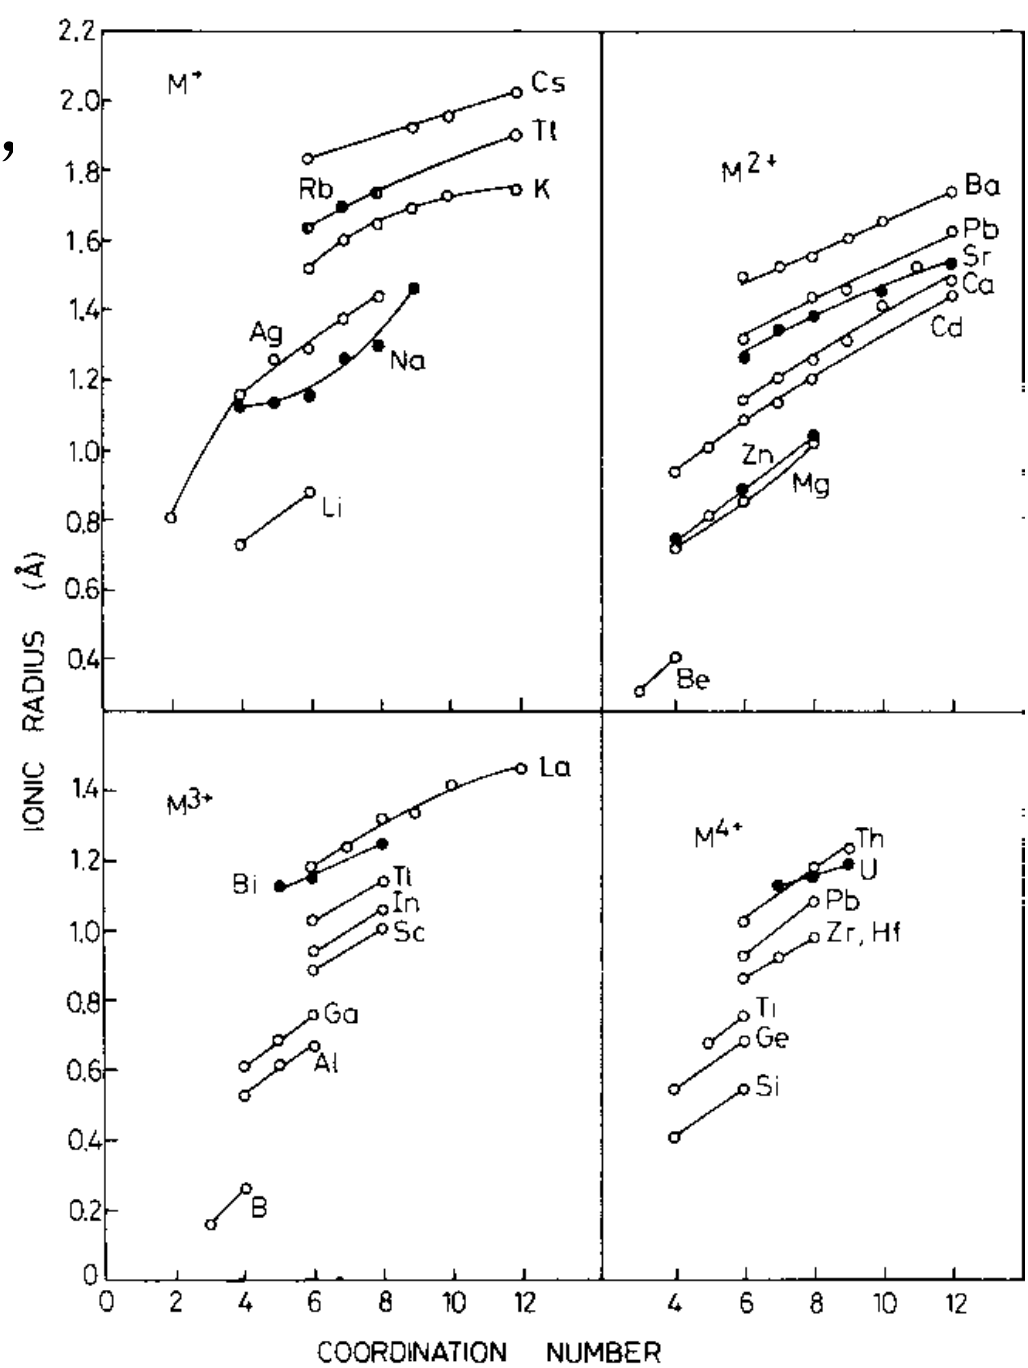 ,
2.2
2.0
1.8
1.6
1.4
1.2
1.0
0.8
0.6
0.4
M⁺
Cs
Tl
Rb
K
Ag
Na
Li
M²⁺
Ba
Pb
Sr
Ca
Cd
Zn
Mg
Be
IONIC RADIUS (Å)
1.4
1.2
1.0
0.8
0.6
0.4
0.2
0
M³⁺
La
Bi
Tl
In
Sc
Ga
Al
B
M⁴⁺
Th
U
Pb
Zr, Hf
Ti
Ge
Si
0 2 4 6 8 10 12 4 6 8 10 12
COORDINATION NUMBER